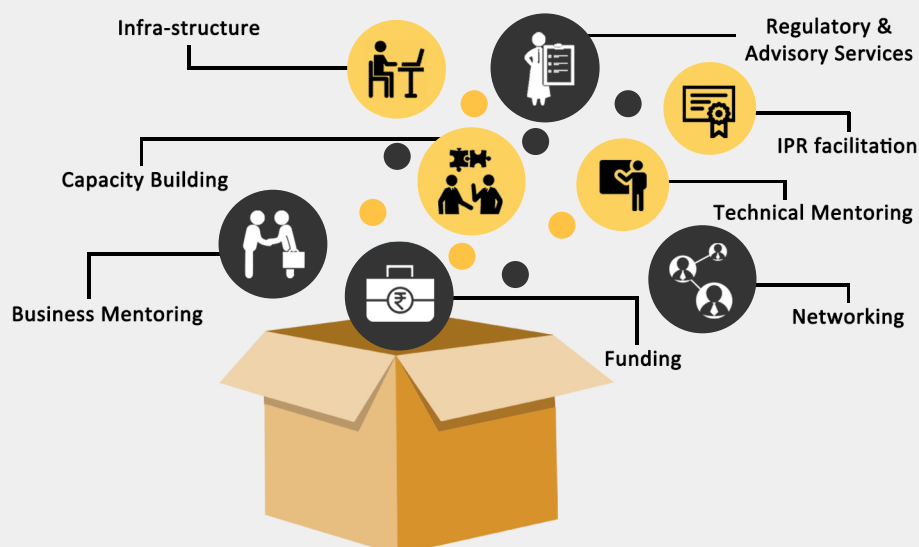 Infra-structure
Regulatory &
Advisory Services
IPR facilitation
Capacity Building
Technical Mentoring
Business Mentoring
₹
Networking
Funding